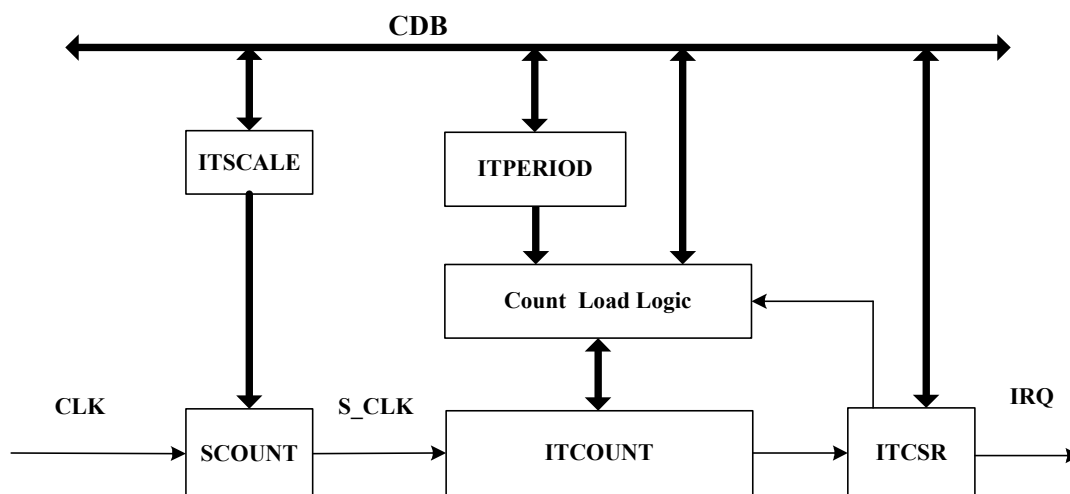 CDB
ITSCALE
ITPERIOD
Count Load Logic
CLK
S_CLK
IRQ
SCOUNT
ITCOUNT
ITCSR